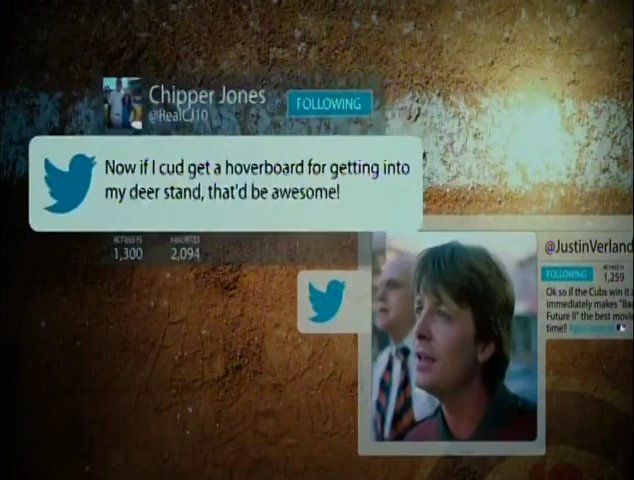 Chipper Jones
@RealCJ10
FOLLOWING
Now if I cud get a hoverboard for getting into
my deer stand, that'd be awesome!
RETWEETS FAVORITES
1,300 2,094
@JustinVerland
FOLLOWING
RETWEETS
1,259
Ok so if the Cubs win it a
immediately makes "Ba
Future II" the best movi
time!!